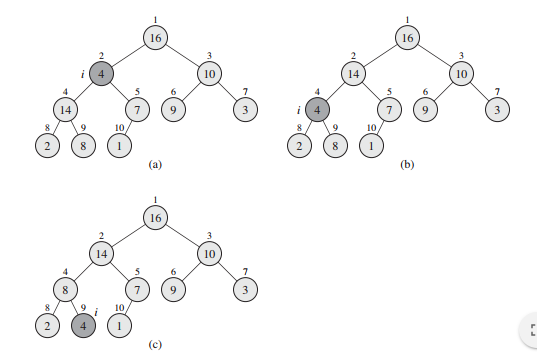 1 1
16 16
2 3 2 3
i 4 10 14 10
4 5 6 7 4 5 6 7
14 7 9 3 i 4 7 9 3
8 9 10 8 9 10
2 8 1 2 8 1
(a) (b)
1
16
2 3
14 10
4 5 6 7
8 7 9 3
8 9 i 10
2 4 1
(c)